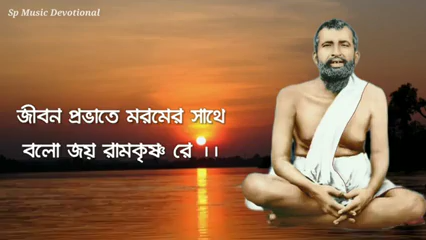 Sp Music Devotional
জীবন প্রভাতে মরমের সাথে
বলো জয় রামকৃষ্ণ রে ।।